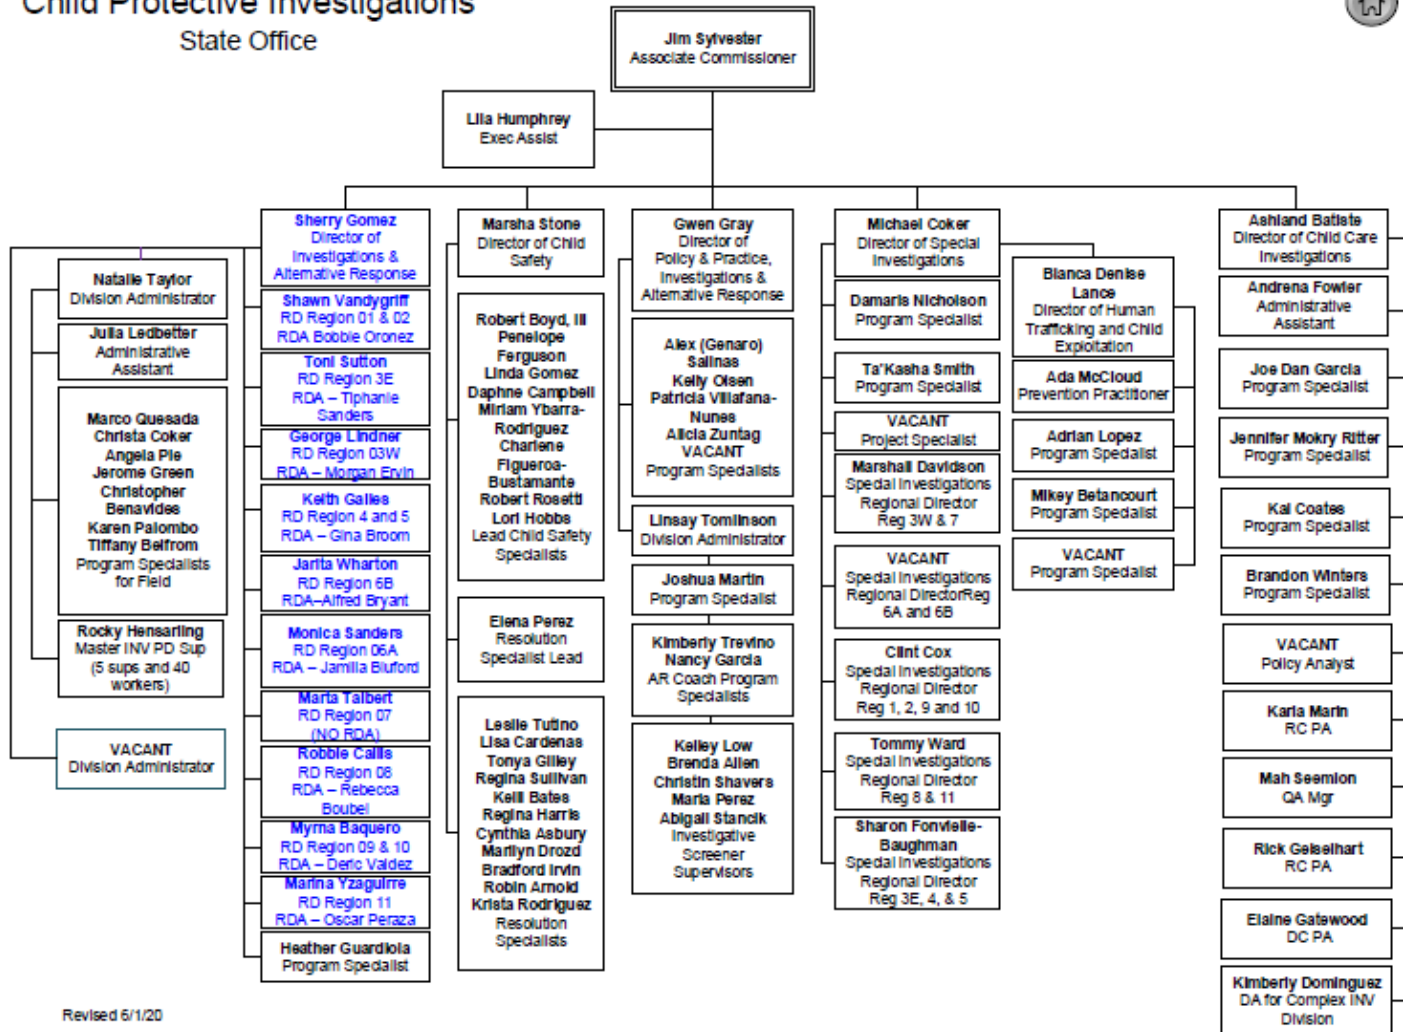 Child Protective Investigations
State Office
Jim Sylvester
Associate Commissioner
Lila Humphrey
Exec Assist
Natalie Taylor
Division Administrator
Julia Ledbetter
Administrative
Assistant
Marco Quesada
Christa Coker
Angela Pie
Jerome Green
Christopher
Benavides
Karen Palombo
Tiffany Belfrom
Program Specialists
for Field
Rocky Hensarling
Master INV PD Sup
(5 sups and 40
workers)
VACANT
Division Administrator
Sherry Gomez
Director of
Investigations &
Alternative Response
Shawn Vandygriff
RD Region 01 & 02
RDA Bobbie Oronez
Toni Sutton
RD Region 3E
RDA – Tiphanie
Sanders
George Lindner
RD Region 03W
RDA – Morgan Ervin
Keith Gailes
RD Region 4 and 5
RDA – Gina Broom
Jarita Wharton
RD Region 6B
RDA–Alfred Bryant
Monica Sanders
RD Region 06A
RDA – Jamilla Bluford
Marta Talbert
RD Region 07
(NO RDA)
Robbie Callis
RD Region 08
RDA – Rebecca
Boubel
Myrna Baquero
RD Region 09 & 10
RDA – Deric Valdez
Marina Yzaguirre
RD Region 11
RDA – Oscar Peraza
Heather Guardiola
Program Specialist
Marsha Stone
Director of Child
Safety
Robert Boyd, III
Penelope
Ferguson
Linda Gomez
Daphne Campbell
Miriam Ybarra-
Rodriguez
Charlene
Figueroa-
Bustamante
Robert Rosetti
Lori Hobbs
Lead Child Safety
Specialists
Elena Perez
Resolution
Specialist Lead
Leslie Tutino
Lisa Cardenas
Tonya Gilley
Regina Sullivan
Kelli Bates
Regina Harris
Cynthia Asbury
Marilyn Drozd
Bradford Irvin
Robin Arnold
Krista Rodriguez
Resolution
Specialists
Gwen Gray
Director of
Policy & Practice,
Investigations &
Alternative Response
Alex (Genaro)
Salinas
Kelly Olsen
Patricia Villafana-
Nunes
Alicia Zuntag
VACANT
Program Specialists
Linsay Tomlinson
Division Administrator
Joshua Martin
Program Specialist
Kimberly Trevino
Nancy Garcia
AR Coach Program
Specialists
Kelley Low
Brenda Allen
Christin Shavers
Maria Perez
Abigail Stancik
Investigative
Screener
Supervisors
Michael Coker
Director of Special
Investigations
Damaris Nicholson
Program Specialist
Ta'Kasha Smith
Program Specialist
VACANT
Project Specialist
Marshall Davidson
Special Investigations
Regional Director
Reg 3W & 7
VACANT
Special Investigations
Regional DirectorReg
6A and 6B
Clint Cox
Special Investigations
Regional Director
Reg 1, 2, 9 and 10
Tommy Ward
Special Investigations
Regional Director
Reg 8 & 11
Sharon Fonvielle-
Baughman
Special Investigations
Regional Director
Reg 3E, 4, & 5
Blanca Denise
Lance
Director of Human
Trafficking and Child
Exploitation
Ada McCloud
Prevention Practitioner
Adrian Lopez
Program Specialist
Mikey Betancourt
Program Specialist
VACANT
Program Specialist
Ashland Batiste
Director of Child Care
Investigations
Andrena Fowler
Administrative
Assistant
Joe Dan Garcia
Program Specialist
Jennifer Mokry Ritter
Program Specialist
Kai Coates
Program Specialist
Brandon Winters
Program Specialist
VACANT
Policy Analyst
Karla Marin
RC PA
Mah Seemion
QA Mgr
Rick Geiselhart
RC PA
Elaine Gatewood
DC PA
Kimberly Dominguez
DA for Complex INV
Division
Revised 6/1/20